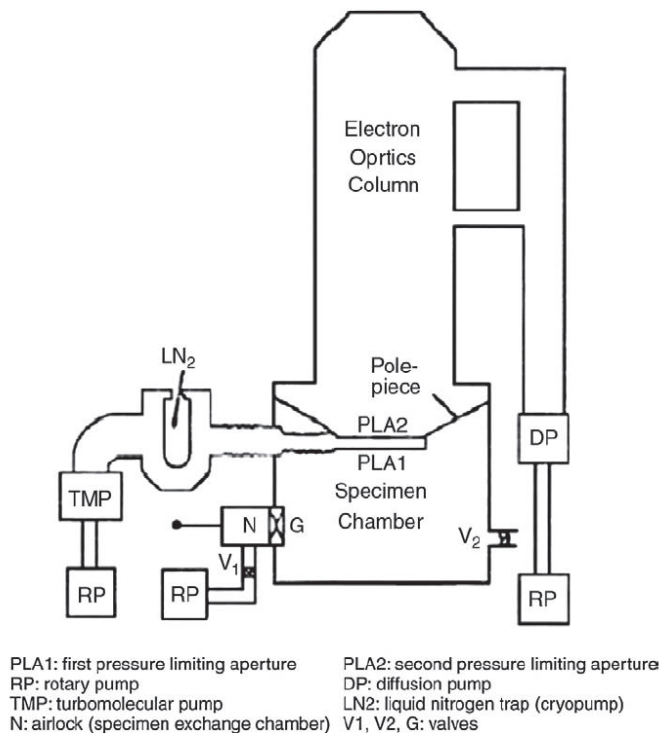 Electron
Oprtics
Column
LN2
Pole-
piece
PLA2
DP
PLA1
TMP
Specimen
Chamber
N
G
V2
V1
RP
RP
RP
PLA1: first pressure limiting aperture
PLA2: second pressure limiting aperture
RP: rotary pump
DP: diffusion pump
TMP: turbomolecular pump
LN2: liquid nitrogen trap (cryopump)
N: airlock (specimen exchange chamber)
V1, V2, G: valves